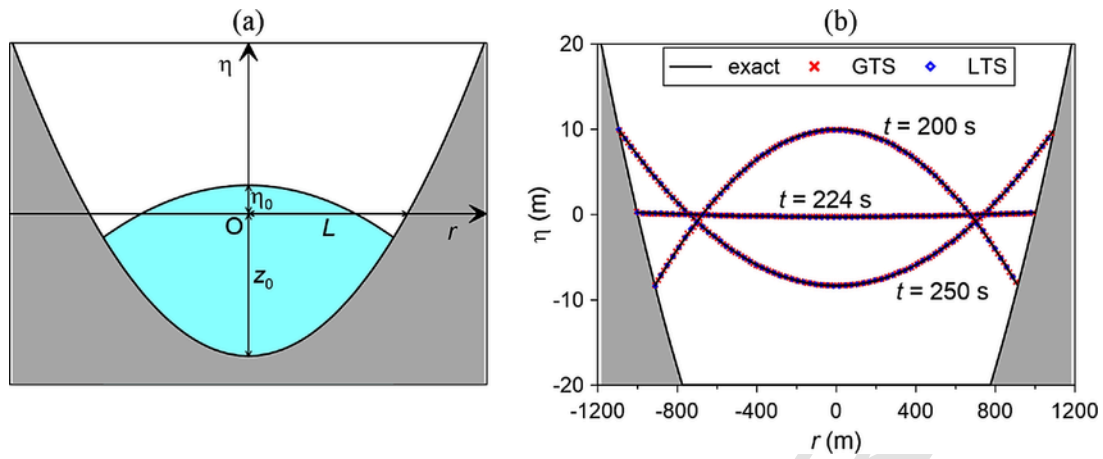 (a)
η
η₀
O
L
r
z₀
(b)
20
exact
GTS
LTS
10
t = 200 s
η (m)
0
t = 224 s
-10
t = 250 s
-20
-1200 -800 -400 0 400 800 1200
r (m)